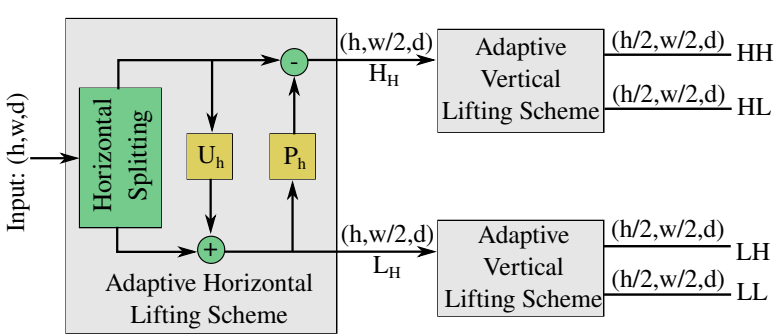 Input: (h,w,d)
Horizontal
Splitting
U_h
P_h
-
+
Adaptive Horizontal
Lifting Scheme
(h,w/2,d)
H_H
Adaptive
Vertical
Lifting Scheme
(h/2,w/2,d)
HH
(h/2,w/2,d)
HL
(h,w/2,d)
L_H
Adaptive
Vertical
Lifting Scheme
(h/2,w/2,d)
LH
(h/2,w/2,d)
LL